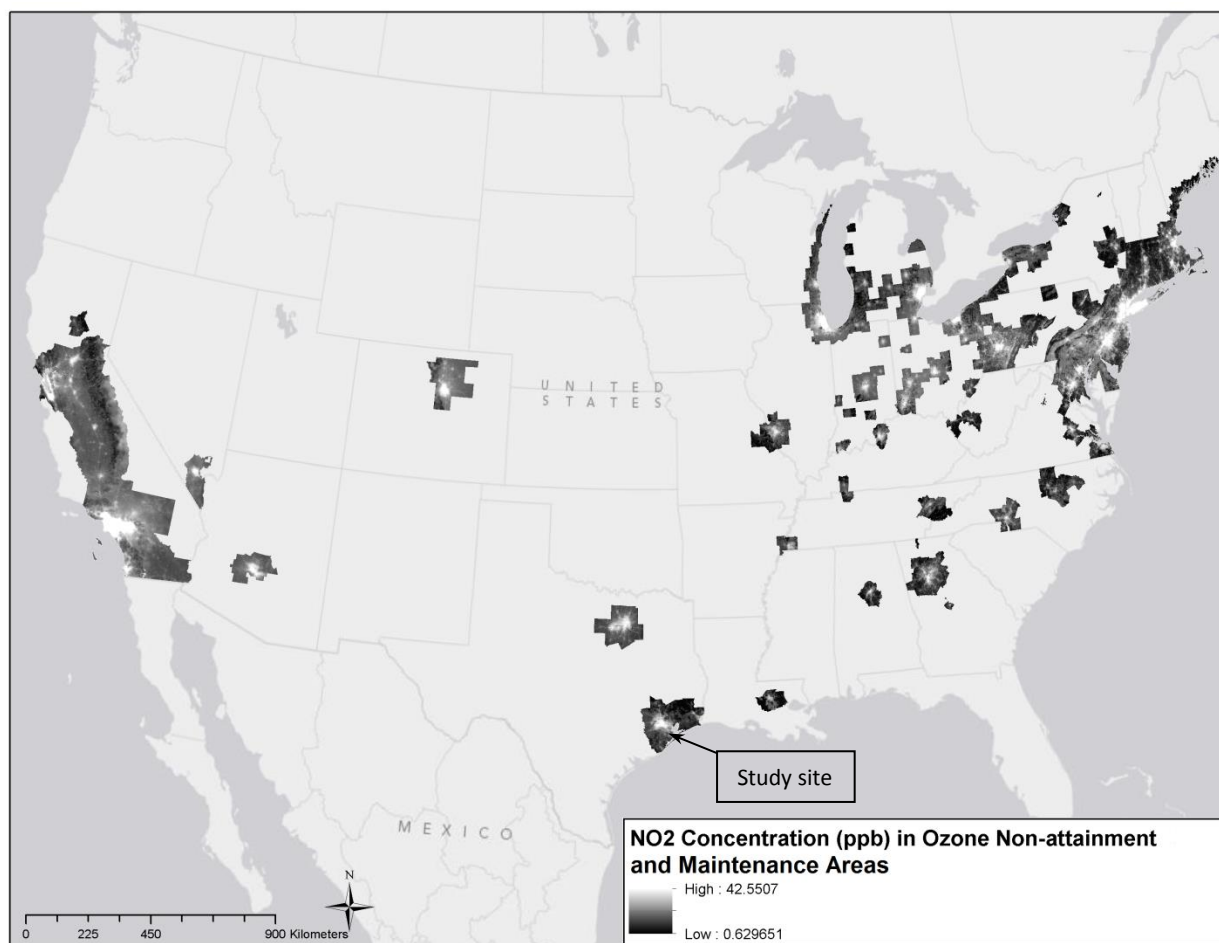 UNITED
STATES
Study site
MEXICO
NO2 Concentration (ppb) in Ozone Non-attainment
and Maintenance Areas
High : 42.5507
Low : 0.629651
N
0 225 450 900 Kilometers